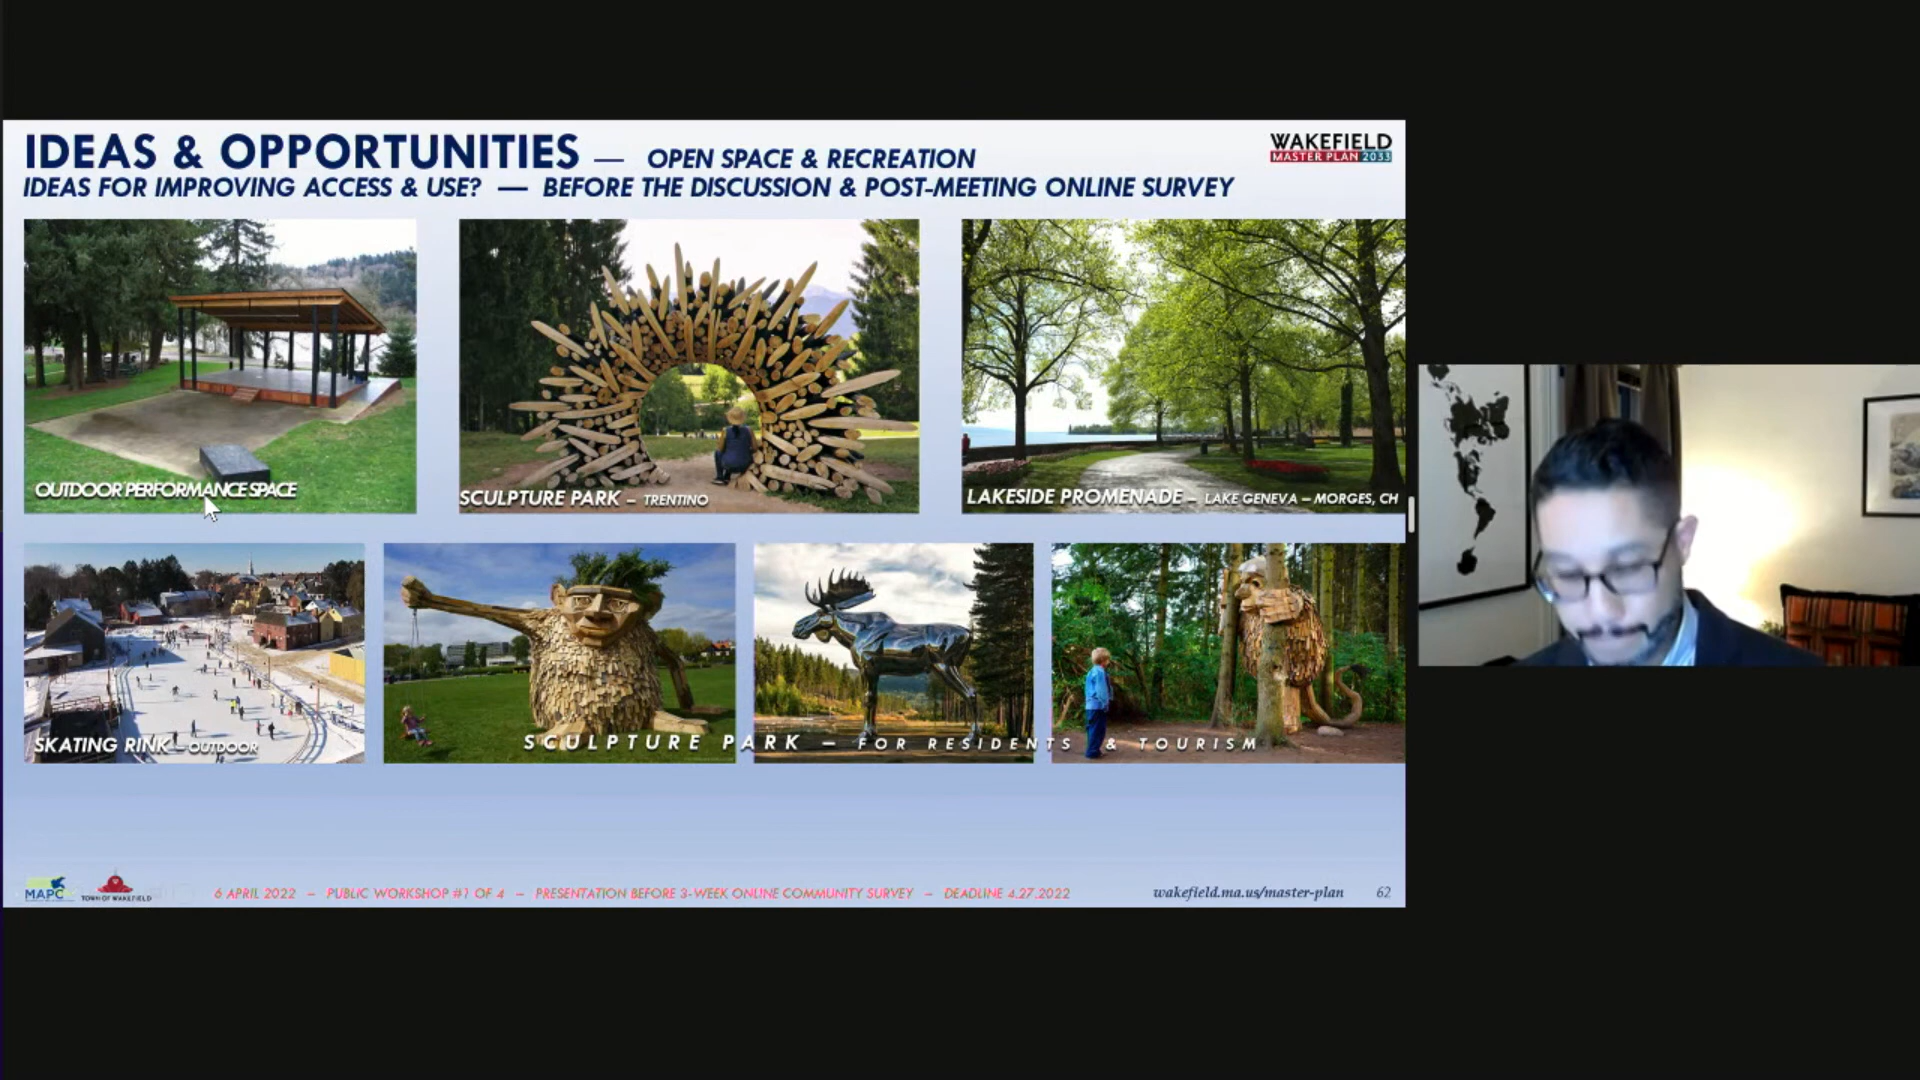 IDEAS & OPPORTUNITIES — OPEN SPACE & RECREATION
IDEAS FOR IMPROVING ACCESS & USE? — BEFORE THE DISCUSSION & POST-MEETING ONLINE SURVEY
WAKEFIELD
MASTER PLAN 2033
OUTDOOR PERFORMANCE SPACE
SCULPTURE PARK – TRENTINO
LAKESIDE PROMENADE – LAKE GENEVA – MORGES, CH
SKATING RINK – OUTDOOR
SCULPTURE PARK – FOR RESIDENTS & TOURISM
MAPC
TOWN OF WAKEFIELD
6 APRIL 2022 – PUBLIC WORKSHOP #1 OF 4 – PRESENTATION BEFORE 3-WEEK ONLINE COMMUNITY SURVEY – DEADLINE 4.27.2022
wakefield.ma.us/master-plan
62